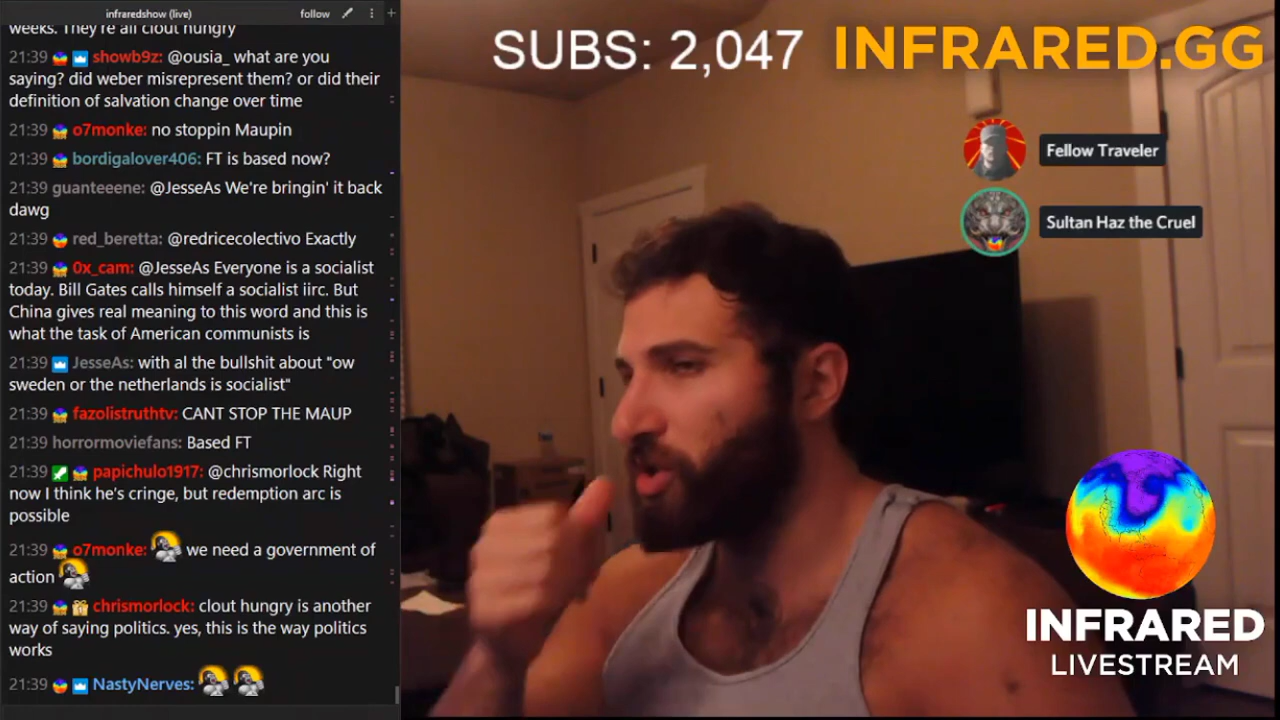 infraredshow (live)
follow
weeks. They're all clout hungry
21:39 showb9z: @ousia_ what are you
saying? did weber misrepresent them? or did their
definition of salvation change over time
21:39 o7monke: no stoppin Maupin
21:39 bordigalover406: FT is based now?
21:39 guanteeene: @JesseAs We're bringin' it back
dawg
21:39 red_beretta: @redricecolectivo Exactly
21:39 0x_cam: @JesseAs Everyone is a socialist
today. Bill Gates calls himself a socialist iirc. But
China gives real meaning to this word and this is
what the task of American communists is
21:39 JesseAs: with al the bullshit about "ow
sweden or the netherlands is socialist"
21:39 fazolistruthtv: CANT STOP THE MAUP
21:39 horrormoviefans: Based FT
21:39 papichulo1917: @chrismorlock Right
now I think he's cringe, but redemption arc is
possible
21:39 o7monke: we need a government of
action
21:39 chrismorlock: clout hungry is another
way of saying politics. yes, this is the way politics
works
21:39 NastyNerves:
SUBS: 2,047 INFRARED.GG
Fellow Traveler
Sultan Haz the Cruel
INFRARED
LIVESTREAM